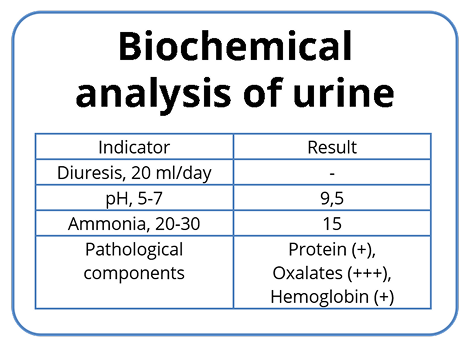 Biochemical
analysis of urine
Indicator Result
Diuresis, 20 ml/day -
pH, 5-7 9,5
Ammonia, 20-30 15
Pathological Protein (+),
components Oxalates (+++),
Hemoglobin (+)